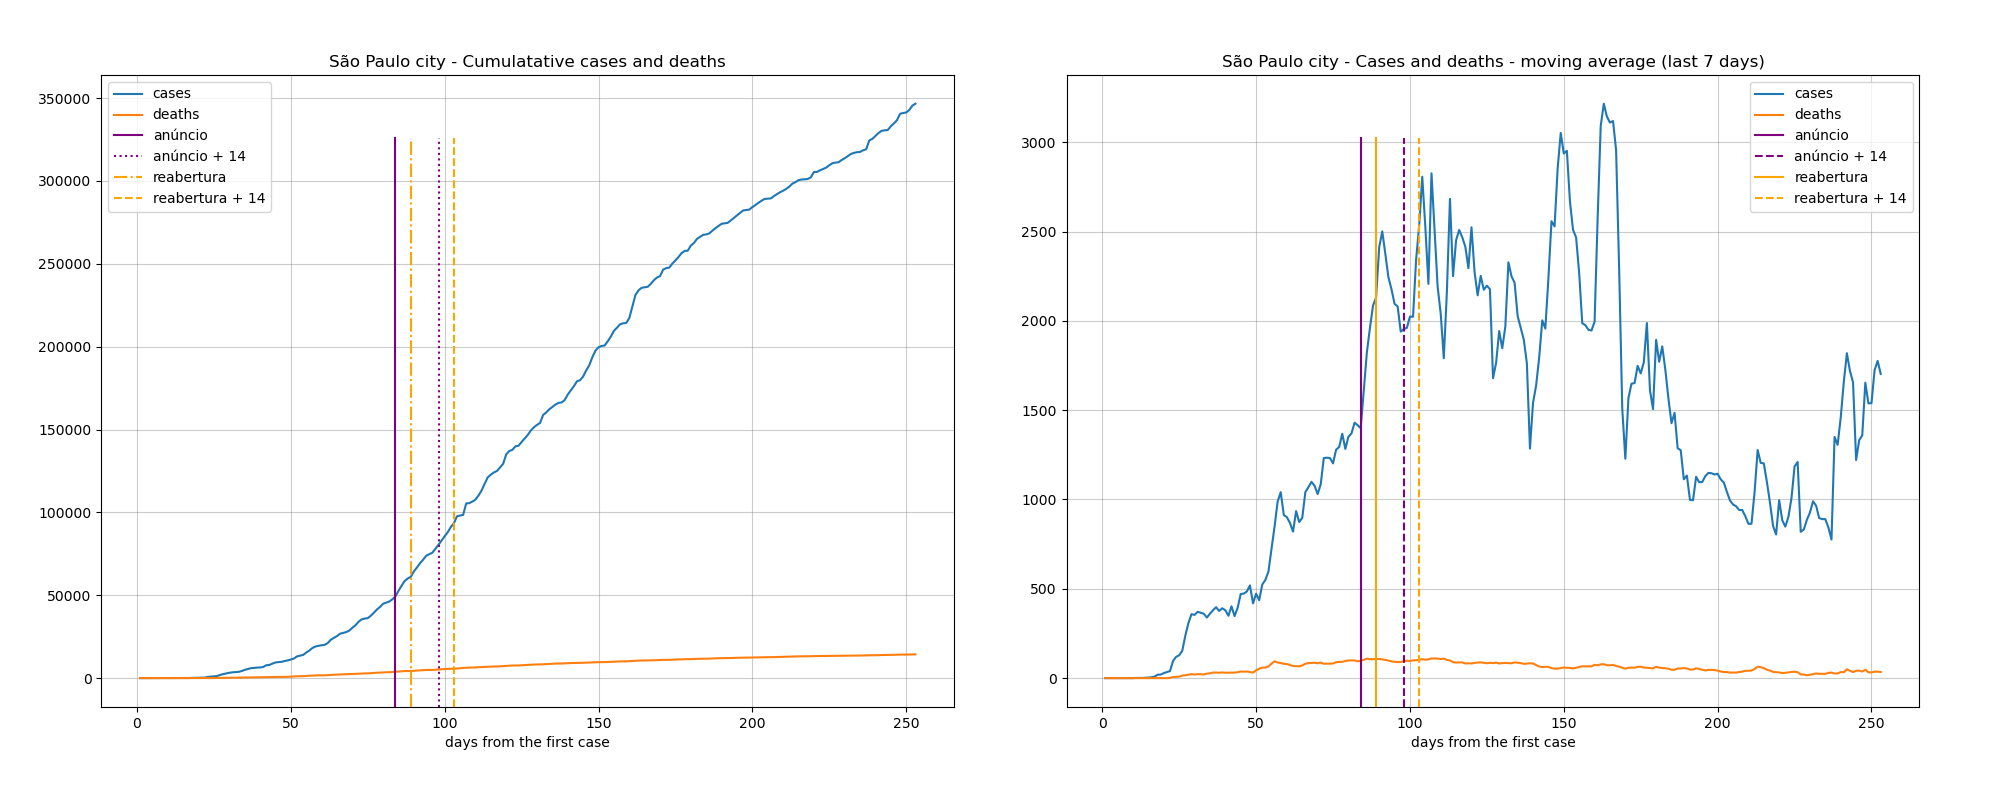 São Paulo city - Cumulatative cases and deaths
cases
deaths
anúncio
anúncio + 14
reabertura
reabertura + 14
350000
300000
250000
200000
150000
100000
50000
0
0 50 100 150 200 250
days from the first case
São Paulo city - Cases and deaths - moving average (last 7 days)
cases
deaths
anúncio
anúncio + 14
reabertura
reabertura + 14
3000
2500
2000
1500
1000
500
0
0 50 100 150 200 250
days from the first case